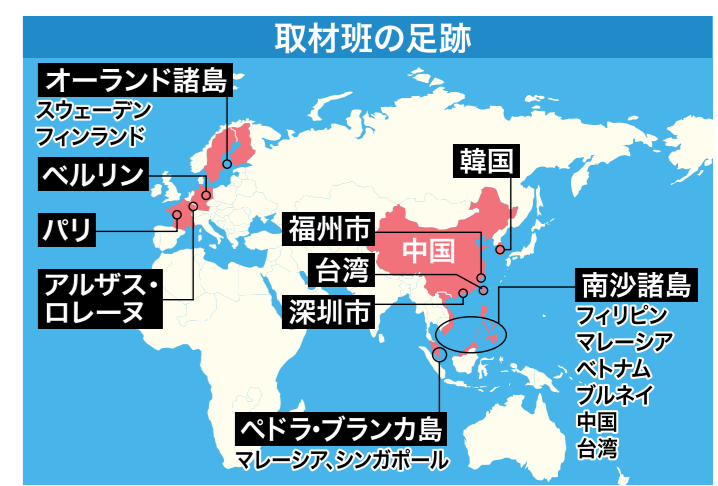 取材班の足跡
オーランド諸島
スウェーデン
フィンランド
ベルリン
パリ
アルザス・
ロレーヌ
韓国
福州市
中国
台湾
深圳市
南沙諸島
フィリピン
マレーシア
ベトナム
ブルネイ
中国
台湾
ペドラ・ブランカ島
マレーシア、シンガポール